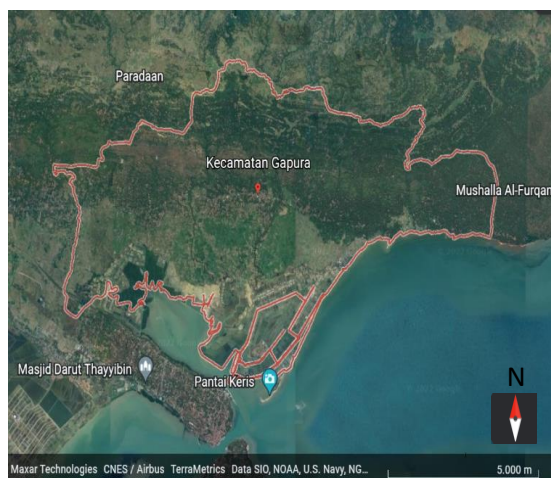 Paradaan
Kecamatan Gapura
Mushalla Al-Furqan
Masjid Darut Thayyibin
Pantai Keris
N
Maxar Technologies CNES / Airbus TerraMetrics Data SIO, NOAA, U.S. Navy, NG...
5.000 m